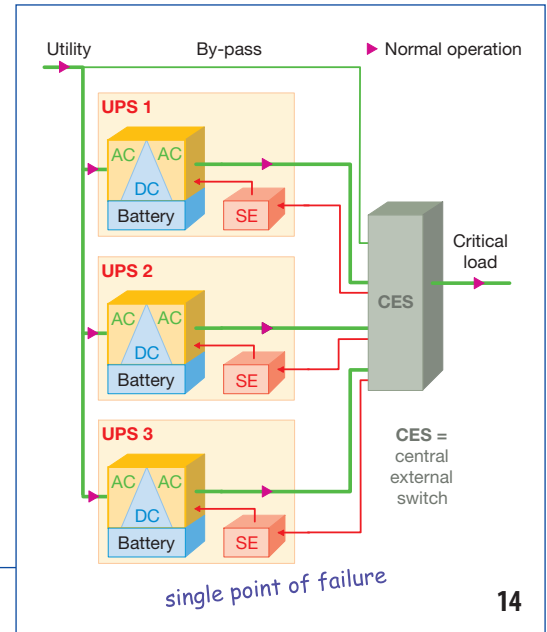 Utility By-pass Normal operation
UPS 1
AC AC
DC
Battery SE
UPS 2
AC AC
DC
Battery SE
UPS 3
AC AC
DC
Battery SE
CES
Critical
load
CES =
central
external
switch
single point of failure
14